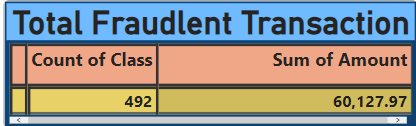 Total Fraudlent Transaction
Count of Class Sum of Amount
492 60,127.97